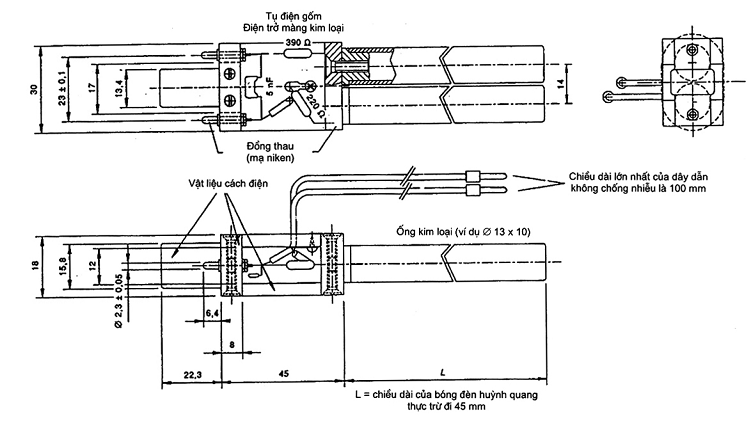 Tụ điện gốm
Điện trở màng kim loại
390 Ω
30
23 ± 0,1
17
13,4
5 nF
220 Ω
14
Đồng thau
(mạ niken)
Vật liệu cách điện
Chiều dài lớn nhất của dây dẫn
không chống nhiễu là 100 mm
Ống kim loại (ví dụ ∅ 13 x 10)
18
15,8
12
∅ 2,3 ± 0,05
6,4
8
22,3
45
L
L = chiều dài của bóng đèn huỳnh quang
thực trừ đi 45 mm